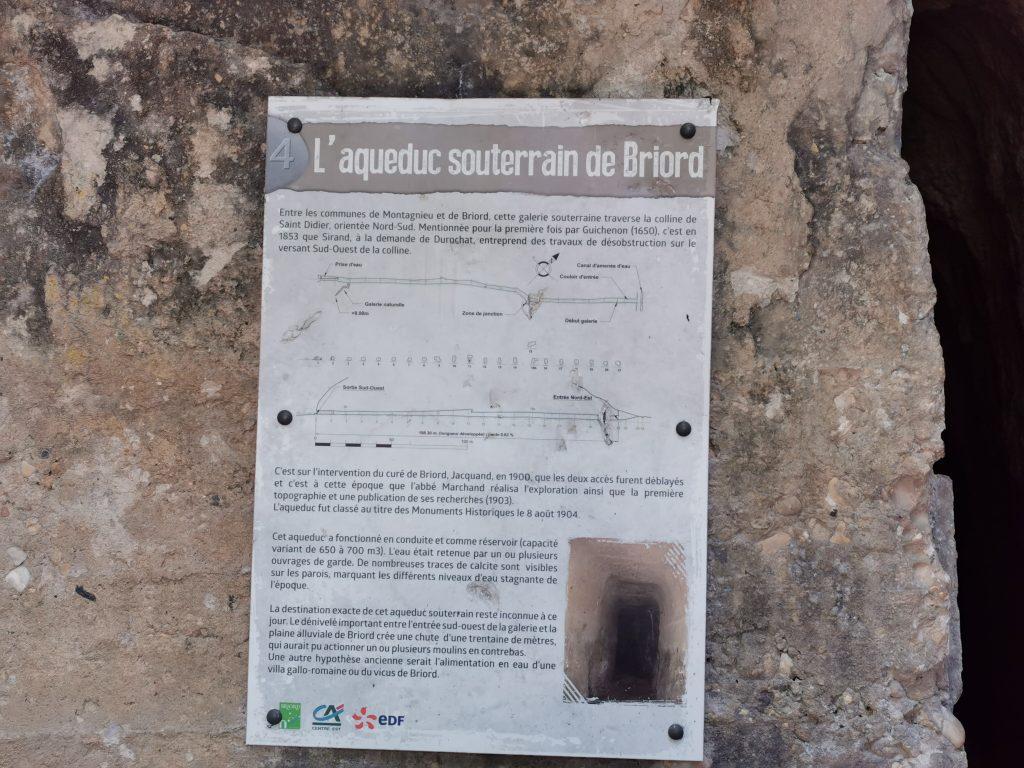 4
L'aqueduc souterrain de Briord
Entre les communes de Montagnieu et de Briord, cette galerie souterraine traverse la colline de
Saint Didier, orientée Nord-Sud. Mentionnée pour la première fois par Guichenon (1650), c'est en
1853 que Sirand, à la demande de Durochat, entreprend des travaux de désobstruction sur le
versant Sud-Ouest de la colline.
Prise d'eau
Canal d'amenée d'eau
Couloir d'entrée
Galerie naturelle
Zone de jonction
Début galerie
Sortie Sud-Ouest
Entrée Nord-Est
C'est sur l'intervention du curé de Briord, Jacquand, en 1900, que les deux accès furent déblayés
et c'est à cette époque que l'abbé Marchand réalisa l'exploration ainsi que la première
topographie et une publication de ses recherches (1903).
L'aqueduc fut classé au titre des Monuments Historiques le 8 août 1904.
Cet aqueduc a fonctionné en conduite et comme réservoir (capacité
variant de 650 à 700 m3). L'eau était retenue par un ou plusieurs
ouvrages de garde. De nombreuses traces de calcite sont visibles
sur les parois, marquant les différents niveaux d'eau stagnante de
l'époque.
La destination exacte de cet aqueduc souterrain reste inconnue à ce
jour. Le dénivelé important entre l'entrée sud-ouest de la galerie et la
plaine alluviale de Briord crée une chute d'une trentaine de mètres,
qui aurait pu actionner un ou plusieurs moulins en contrebas.
Une autre hypothèse ancienne serait l'alimentation en eau d'une
villa gallo-romaine ou du vicus de Briord.
BRIORD
CA
CENTRE-EST
eDF